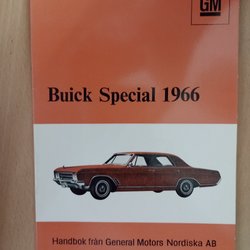 GM
Buick Special 1966
Handbok från General Motors Nordiska AB